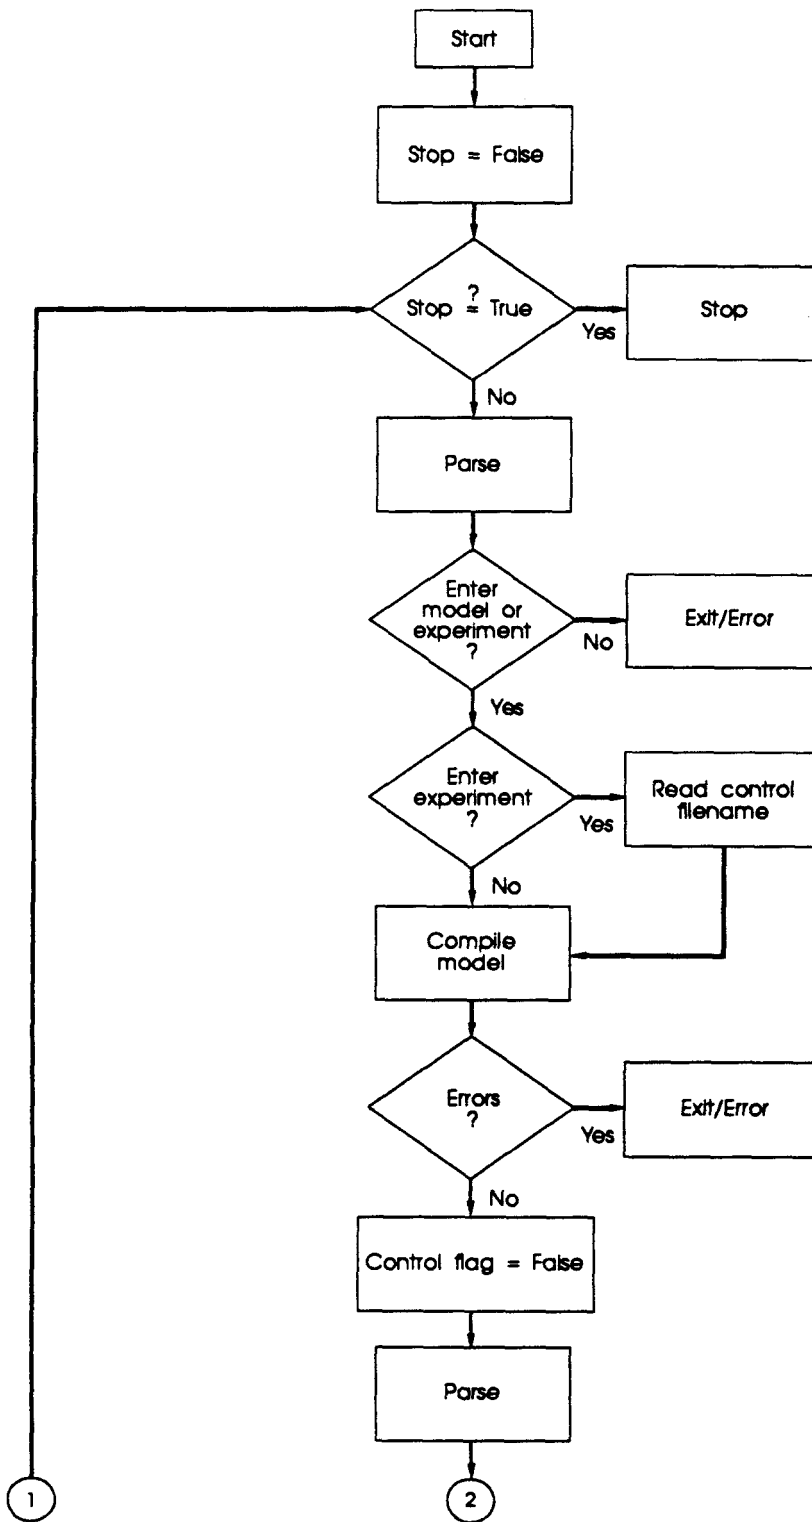 Start
Stop = False
?
Stop = True
Yes
Stop
No
Parse
Enter
model or
experiment
?
No
Exit/Error
Yes
Enter
experiment
?
Yes
Read control
filename
No
Compile
model
Errors
?
Yes
Exit/Error
No
Control flag = False
Parse
1
2